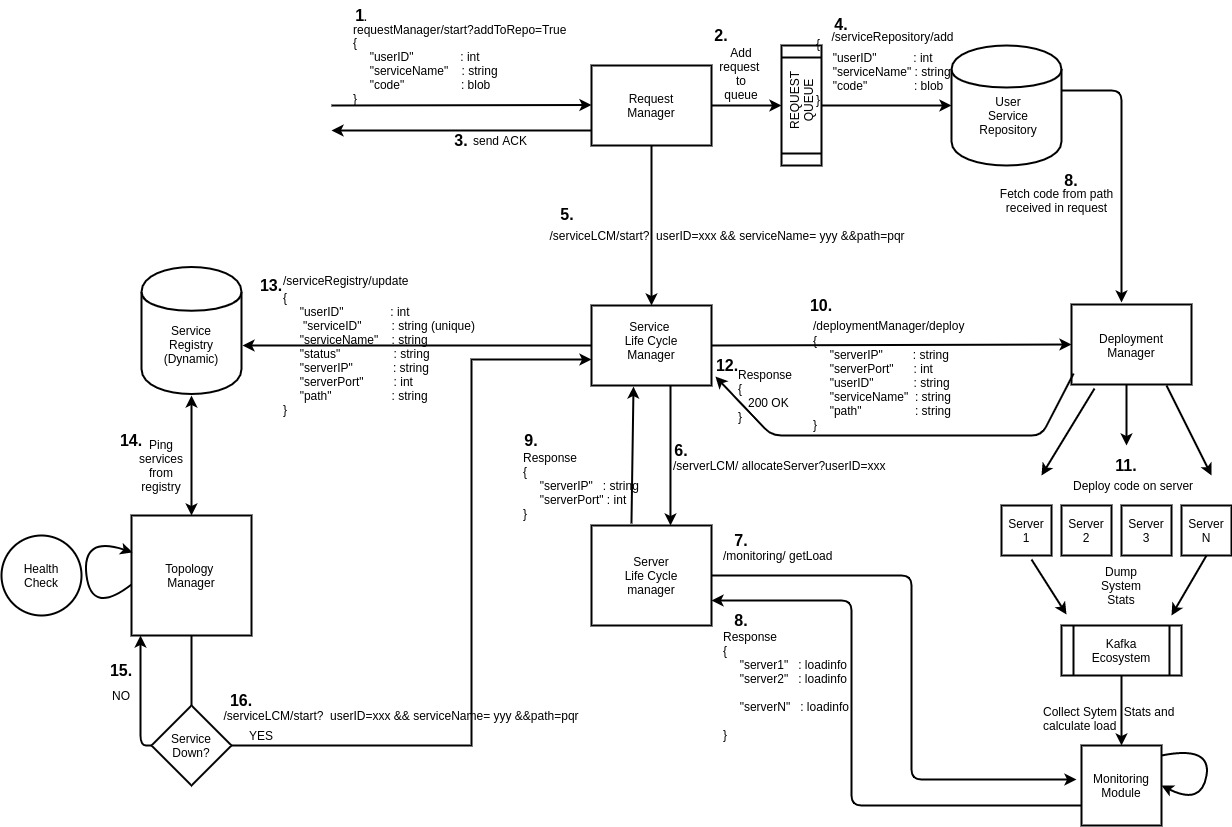 1.
requestManager/start?addToRepo=True
{
"userID" : int
"serviceName" : string
"code" : blob
}
3. send ACK
Request
Manager
2.
Add
request
to
queue
REQUEST
QUEUE
4.
/serviceRepository/add
{
"userID" : int
"serviceName" : string
"code" : blob
}
User
Service
Repository
8.
Fetch code from path
received in request
5.
/serviceLCM/start? userID=xxx && serviceName= yyy &&path=pqr
Service
Registry
(Dynamic)
13. /serviceRegistry/update
{
"userID" : int
"serviceID" : string (unique)
"serviceName" : string
"status" : string
"serverIP" : string
"serverPort" : int
"path" : string
}
Service
Life Cycle
Manager
10.
/deploymentManager/deploy
{
"serverIP" : string
"serverPort" : int
"userID" : string
"serviceName" : string
"path" : string
}
12. Response
{
200 OK
}
Deployment
Manager
14. Ping
services
from
registry
9.
Response
{
"serverIP" : string
"serverPort" : int
}
6.
/serverLCM/ allocateServer?userID=xxx
11.
Deploy code on server
Server
1
Server
2
Server
3
Server
N
Dump
System
Stats
Health
Check
Topology
Manager
Server
Life Cycle
manager
7.
/monitoring/ getLoad
8.
Response
{
"server1" : loadinfo
"server2" : loadinfo
"serverN" : loadinfo
}
Kafka
Ecosystem
Collect Sytem Stats and
calculate load
Monitoring
Module
15.
NO
16.
/serviceLCM/start? userID=xxx && serviceName= yyy &&path=pqr
YES
Service
Down?